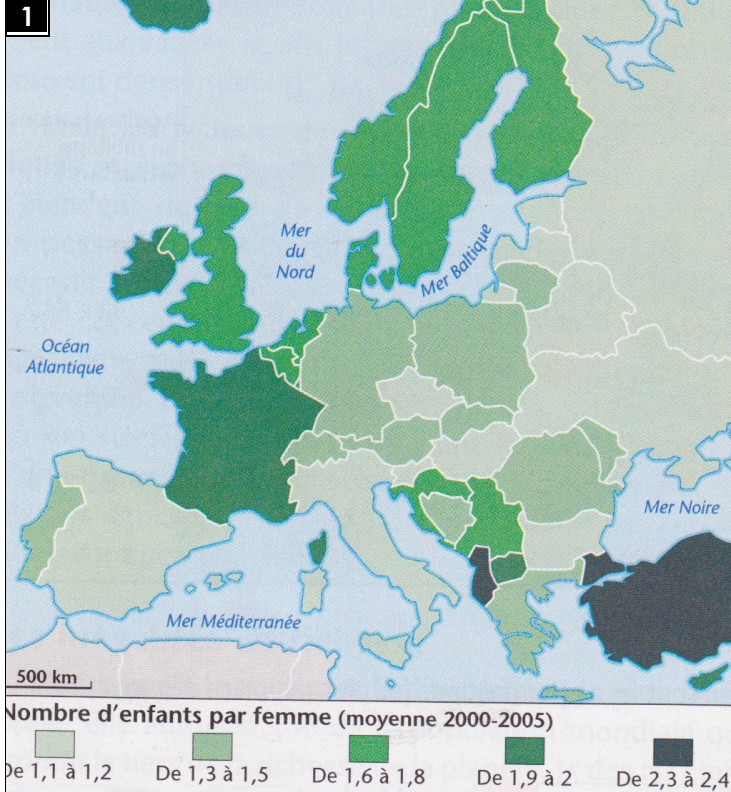 1
Mer
du
Nord
Mer Baltique
Océan
Atlantique
Mer Noire
Mer Méditerranée
500 km
Nombre d'enfants par femme (moyenne 2000-2005)
De 1,1 à 1,2
De 1,3 à 1,5
De 1,6 à 1,8
De 1,9 à 2
De 2,3 à 2,4